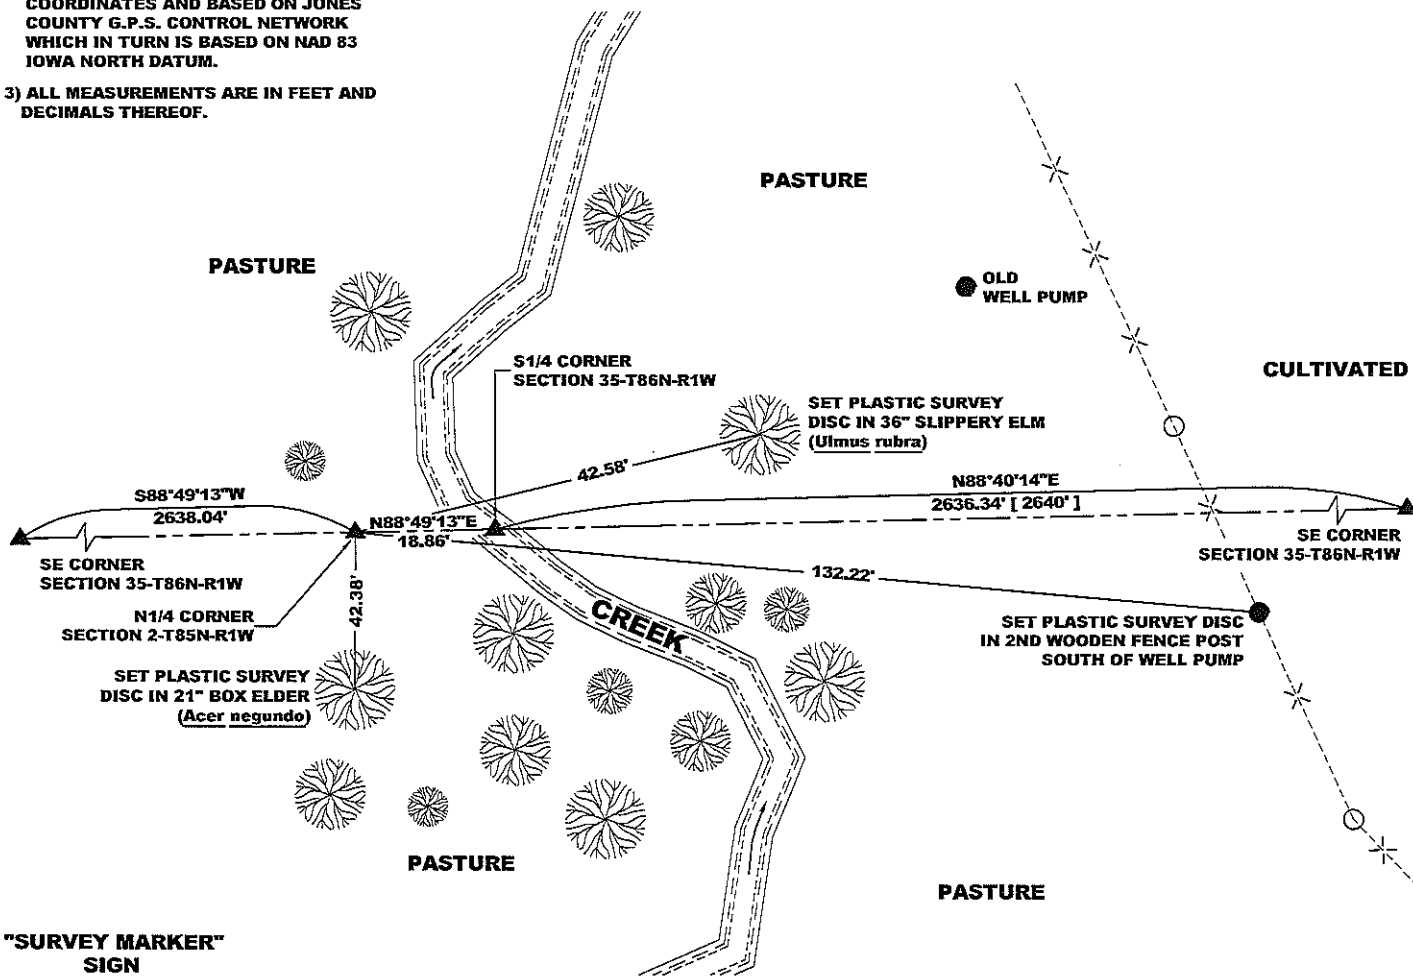 COORDINATES AND BASED ON JONES
COUNTY G.P.S. CONTROL NETWORK
WHICH IN TURN IS BASED ON NAD 83
IOWA NORTH DATUM.
3) ALL MEASUREMENTS ARE IN FEET AND
DECIMALS THEREOF.
PASTURE
PASTURE
OLD
WELL PUMP
S1/4 CORNER
SECTION 35-T86N-R1W
CULTIVATED
SET PLASTIC SURVEY
DISC IN 36" SLIPPERY ELM
(Ulmus rubra)
42.58'
S88°49'13"W
2638.04'
N88°49'13"E
18.86'
N88°40'14"E
2636.34' [ 2640' ]
SE CORNER
SECTION 35-T86N-R1W
SE CORNER
SECTION 35-T86N-R1W
132.22'
42.38'
N1/4 CORNER
SECTION 2-T85N-R1W
CREEK
SET PLASTIC SURVEY DISC
IN 2ND WOODEN FENCE POST
SOUTH OF WELL PUMP
SET PLASTIC SURVEY
DISC IN 21" BOX ELDER
(Acer negundo)
PASTURE
PASTURE
"SURVEY MARKER"
SIGN